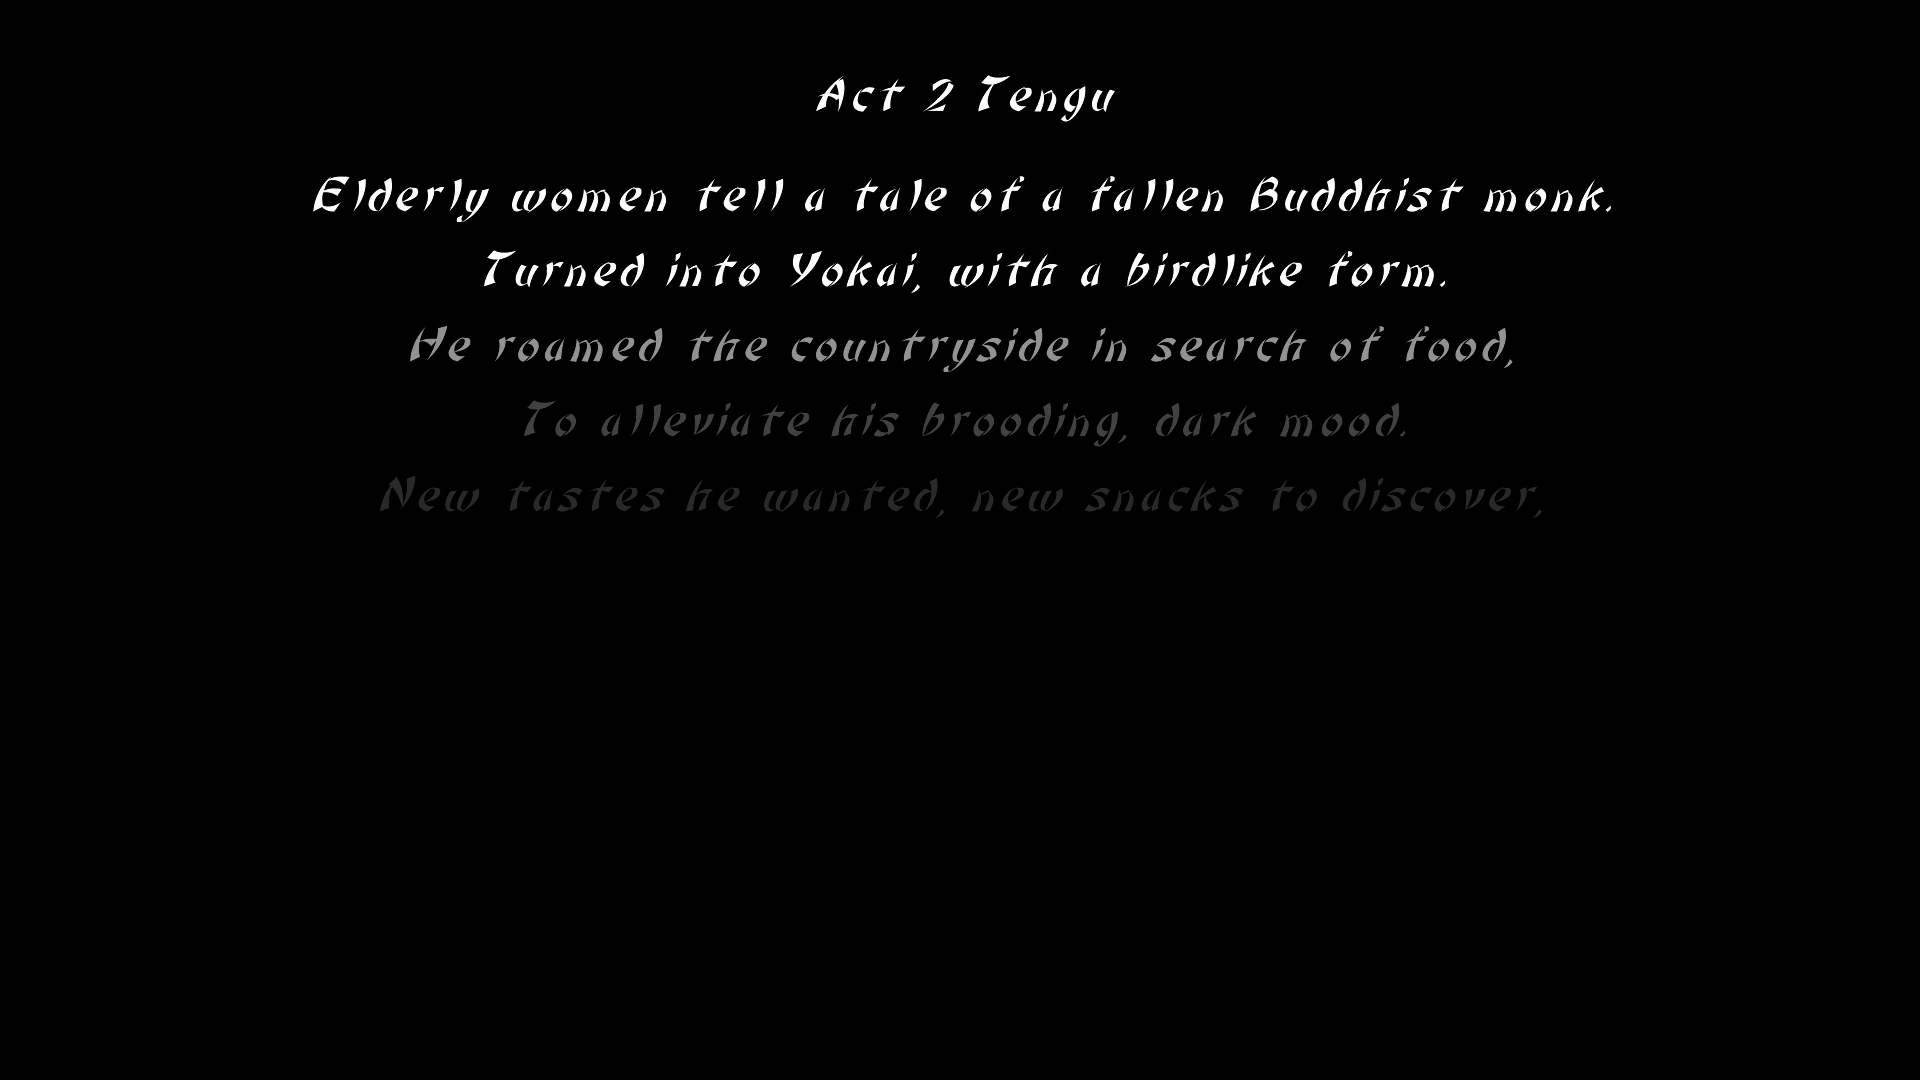 Act 2 Tengu
Elderly women tell a tale of a fallen Buddhist monk.
Turned into Yokai, with a birdlike form.
He roamed the countryside in search of food,
To alleviate his brooding, dark mood.
New tastes he wanted, new snacks to discover,